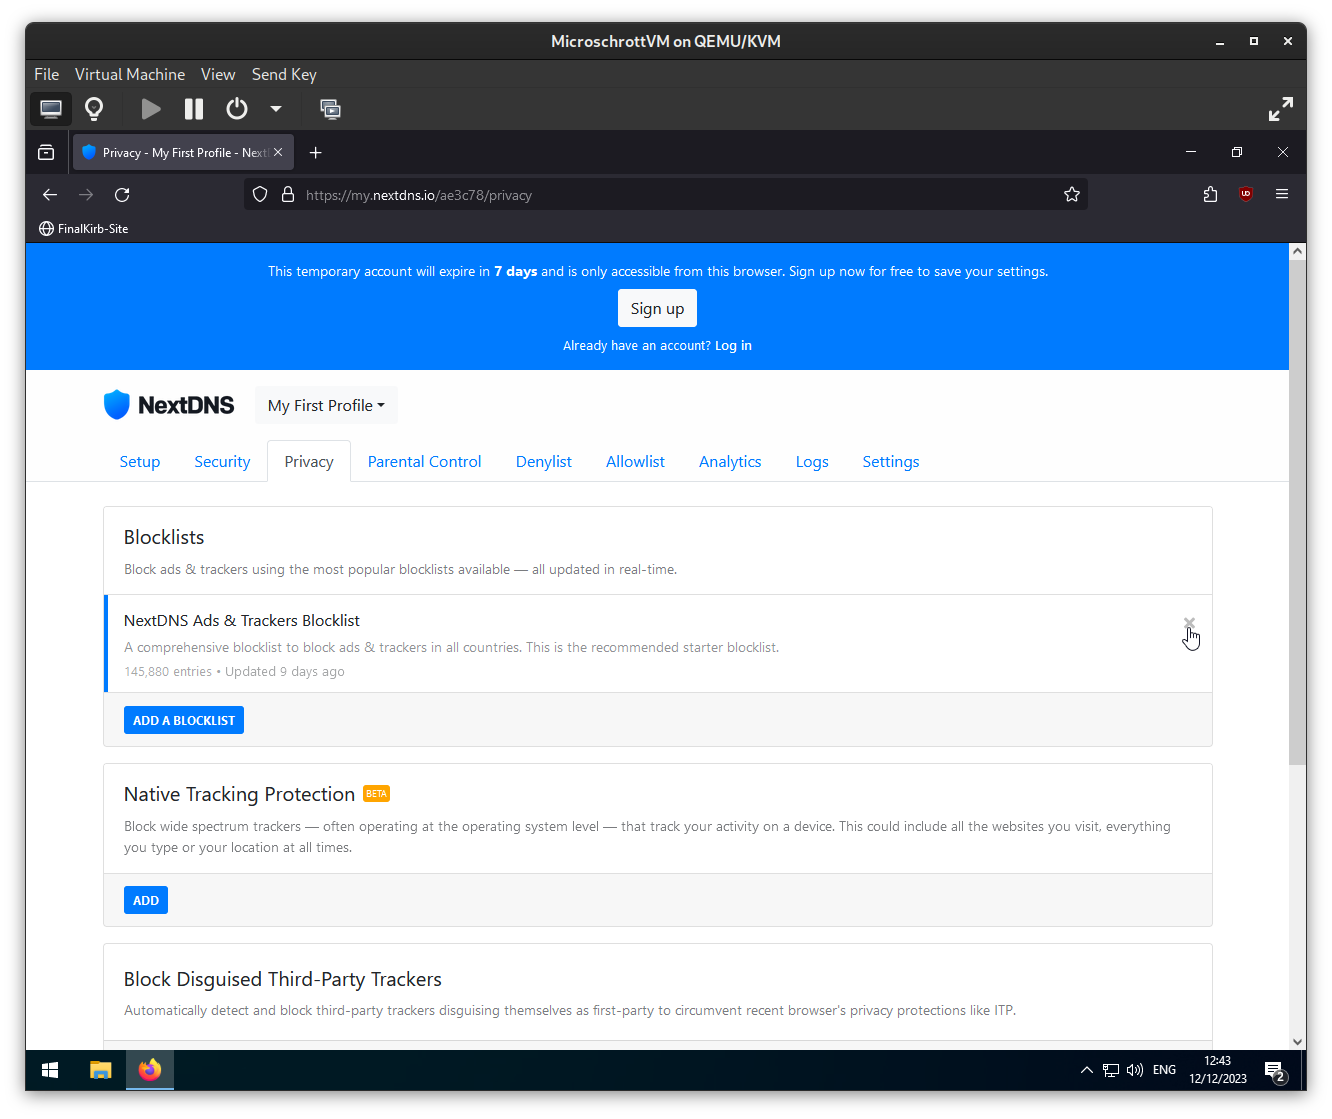 MicroschrottVM on QEMU/KVM
File Virtual Machine View Send Key
Privacy - My First Profile - Next
https://my.nextdns.io/ae3c78/privacy
FinalKirb-Site
This temporary account will expire in 7 days and is only accessible from this browser. Sign up now for free to save your settings.
Sign up
Already have an account? Log in
NextDNS My First Profile
Setup Security Privacy Parental Control Denylist Allowlist Analytics Logs Settings
Blocklists
Block ads & trackers using the most popular blocklists available — all updated in real-time.
NextDNS Ads & Trackers Blocklist
A comprehensive blocklist to block ads & trackers in all countries. This is the recommended starter blocklist.
145,880 entries • Updated 9 days ago
ADD A BLOCKLIST
Native Tracking Protection BETA
Block wide spectrum trackers — often operating at the operating system level — that track your activity on a device. This could include all the websites you visit, everything
you type or your location at all times.
ADD
Block Disguised Third-Party Trackers
Automatically detect and block third-party trackers disguising themselves as first-party to circumvent recent browser's privacy protections like ITP.
ENG
12:43
12/12/2023
2